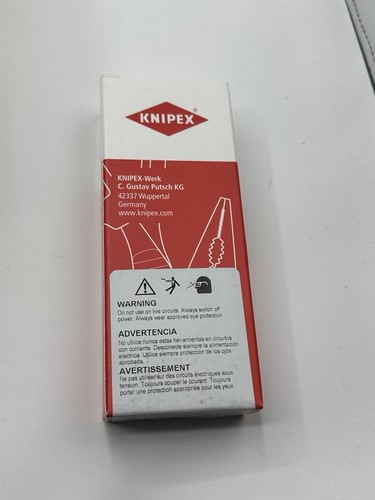 KNIPEX®
KNIPEX-Werk
C. Gustav Putsch KG
42337 Wuppertal
Germany
www.knipex.com
WARNING
Do not use on live circuits. Always switch off
power. Always wear approved eye protection.
ADVERTENCIA
No utilice nunca estas herramientas en circuitos
con corriente. Desconecte siempre la alimentación
electrica. Utilice siempre protección de los ojos
aprobada.
AVERTISSEMENT
Ne pas utiliser sur des circuits électriques sous
tension. Toujours couper le courant. Toujours
porter une protection appropriée pour les yeux.